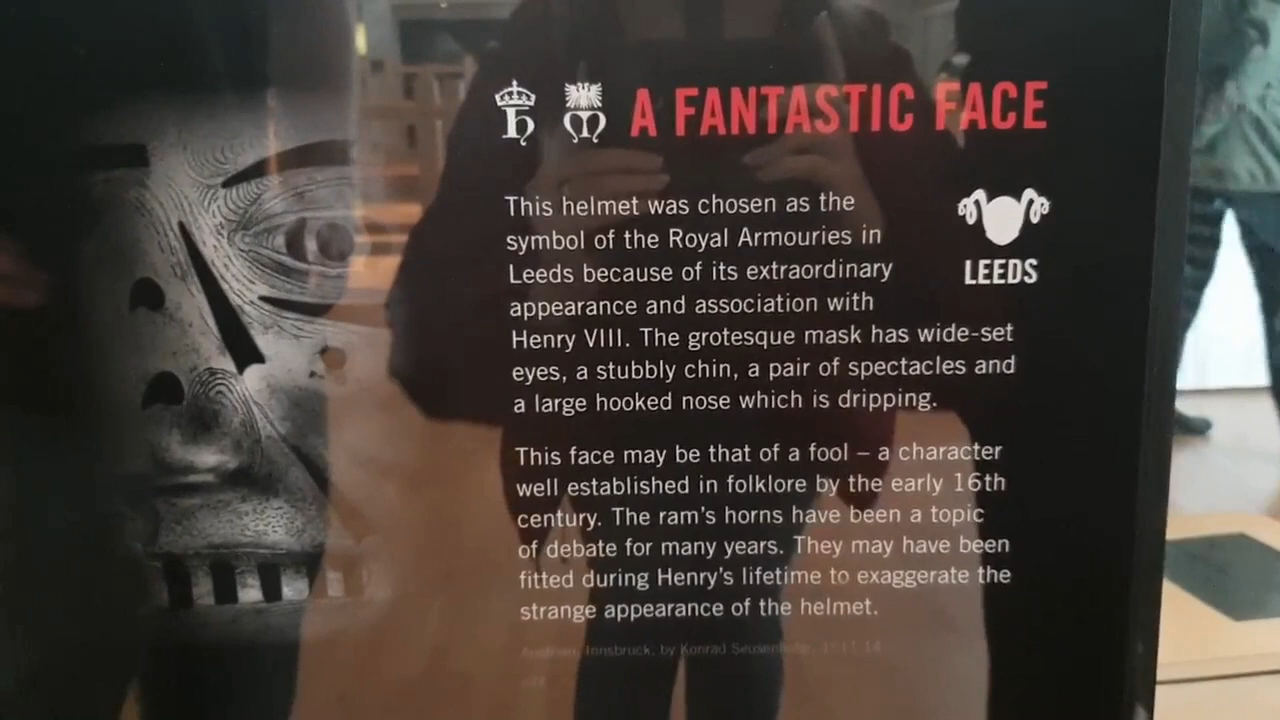 A FANTASTIC FACE
This helmet was chosen as the
symbol of the Royal Armouries in
Leeds because of its extraordinary
appearance and association with
Henry VIII. The grotesque mask has wide-set
eyes, a stubbly chin, a pair of spectacles and
a large hooked nose which is dripping.
LEEDS
This face may be that of a fool – a character
well established in folklore by the early 16th
century. The ram's horns have been a topic
of debate for many years. They may have been
fitted during Henry's lifetime to exaggerate the
strange appearance of the helmet.
Innsbruck, by Konrad